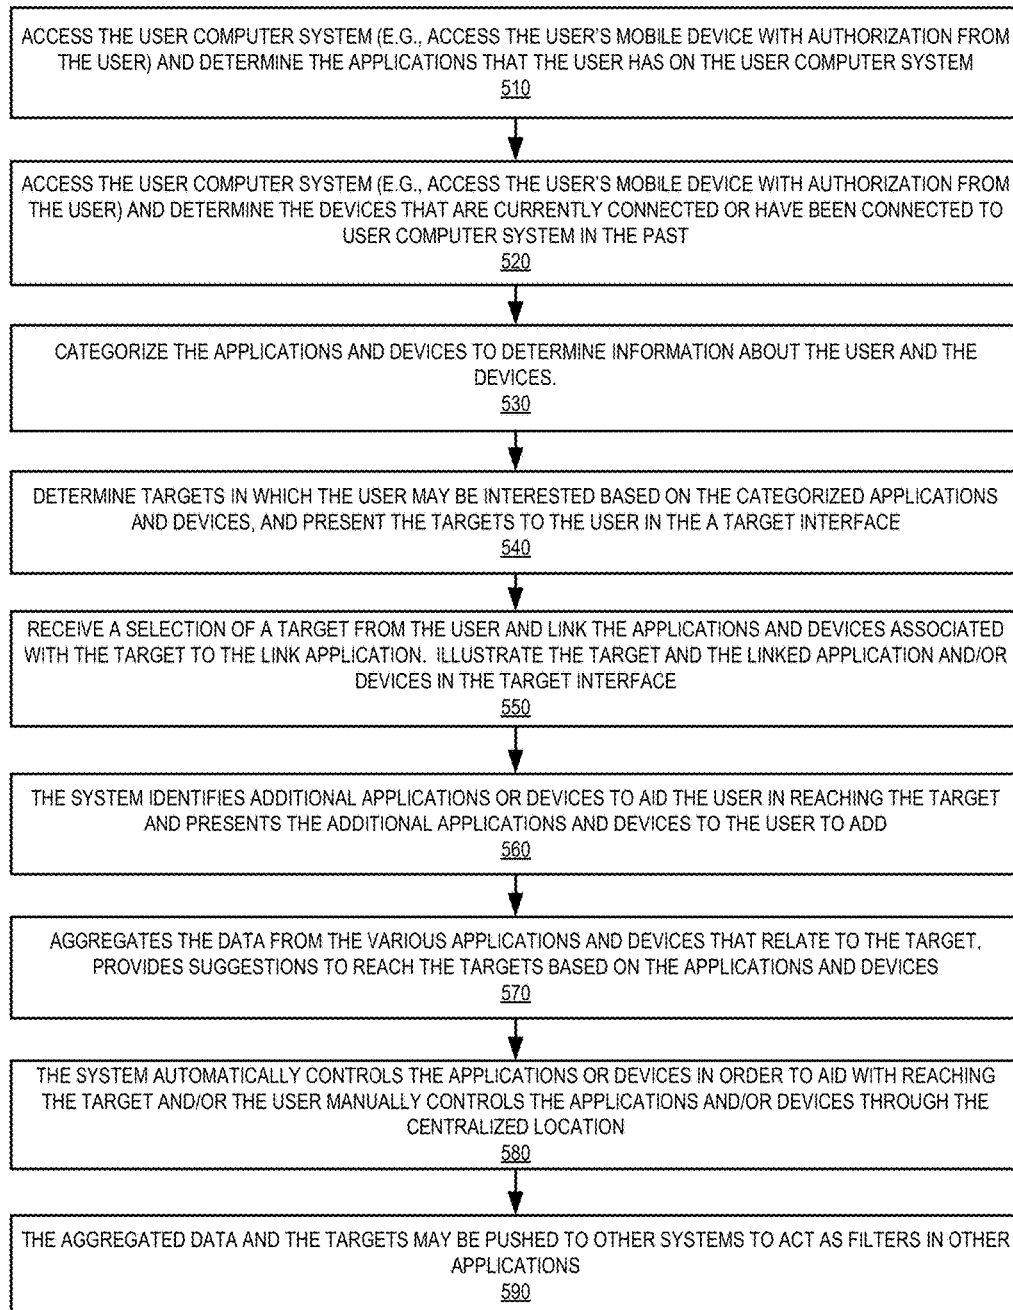 ACCESS THE USER COMPUTER SYSTEM (E.G., ACCESS THE USER'S MOBILE DEVICE WITH AUTHORIZATION FROM
THE USER) AND DETERMINE THE APPLICATIONS THAT THE USER HAS ON THE USER COMPUTER SYSTEM
510
ACCESS THE USER COMPUTER SYSTEM (E.G., ACCESS THE USER'S MOBILE DEVICE WITH AUTHORIZATION FROM
THE USER) AND DETERMINE THE DEVICES THAT ARE CURRENTLY CONNECTED OR HAVE BEEN CONNECTED TO
USER COMPUTER SYSTEM IN THE PAST
520
CATEGORIZE THE APPLICATIONS AND DEVICES TO DETERMINE INFORMATION ABOUT THE USER AND THE
DEVICES.
530
DETERMINE TARGETS IN WHICH THE USER MAY BE INTERESTED BASED ON THE CATEGORIZED APPLICATIONS
AND DEVICES, AND PRESENT THE TARGETS TO THE USER IN THE A TARGET INTERFACE
540
RECEIVE A SELECTION OF A TARGET FROM THE USER AND LINK THE APPLICATIONS AND DEVICES ASSOCIATED
WITH THE TARGET TO THE LINK APPLICATION. ILLUSTRATE THE TARGET AND THE LINKED APPLICATION AND/OR
DEVICES IN THE TARGET INTERFACE
550
THE SYSTEM IDENTIFIES ADDITIONAL APPLICATIONS OR DEVICES TO AID THE USER IN REACHING THE TARGET
AND PRESENTS THE ADDITIONAL APPLICATIONS AND DEVICES TO THE USER TO ADD
560
AGGREGATES THE DATA FROM THE VARIOUS APPLICATIONS AND DEVICES THAT RELATE TO THE TARGET,
PROVIDES SUGGESTIONS TO REACH THE TARGETS BASED ON THE APPLICATIONS AND DEVICES
570
THE SYSTEM AUTOMATICALLY CONTROLS THE APPLICATIONS OR DEVICES IN ORDER TO AID WITH REACHING
THE TARGET AND/OR THE USER MANUALLY CONTROLS THE APPLICATIONS AND/OR DEVICES THROUGH THE
CENTRALIZED LOCATION
580
THE AGGREGATED DATA AND THE TARGETS MAY BE PUSHED TO OTHER SYSTEMS TO ACT AS FILTERS IN OTHER
APPLICATIONS
590